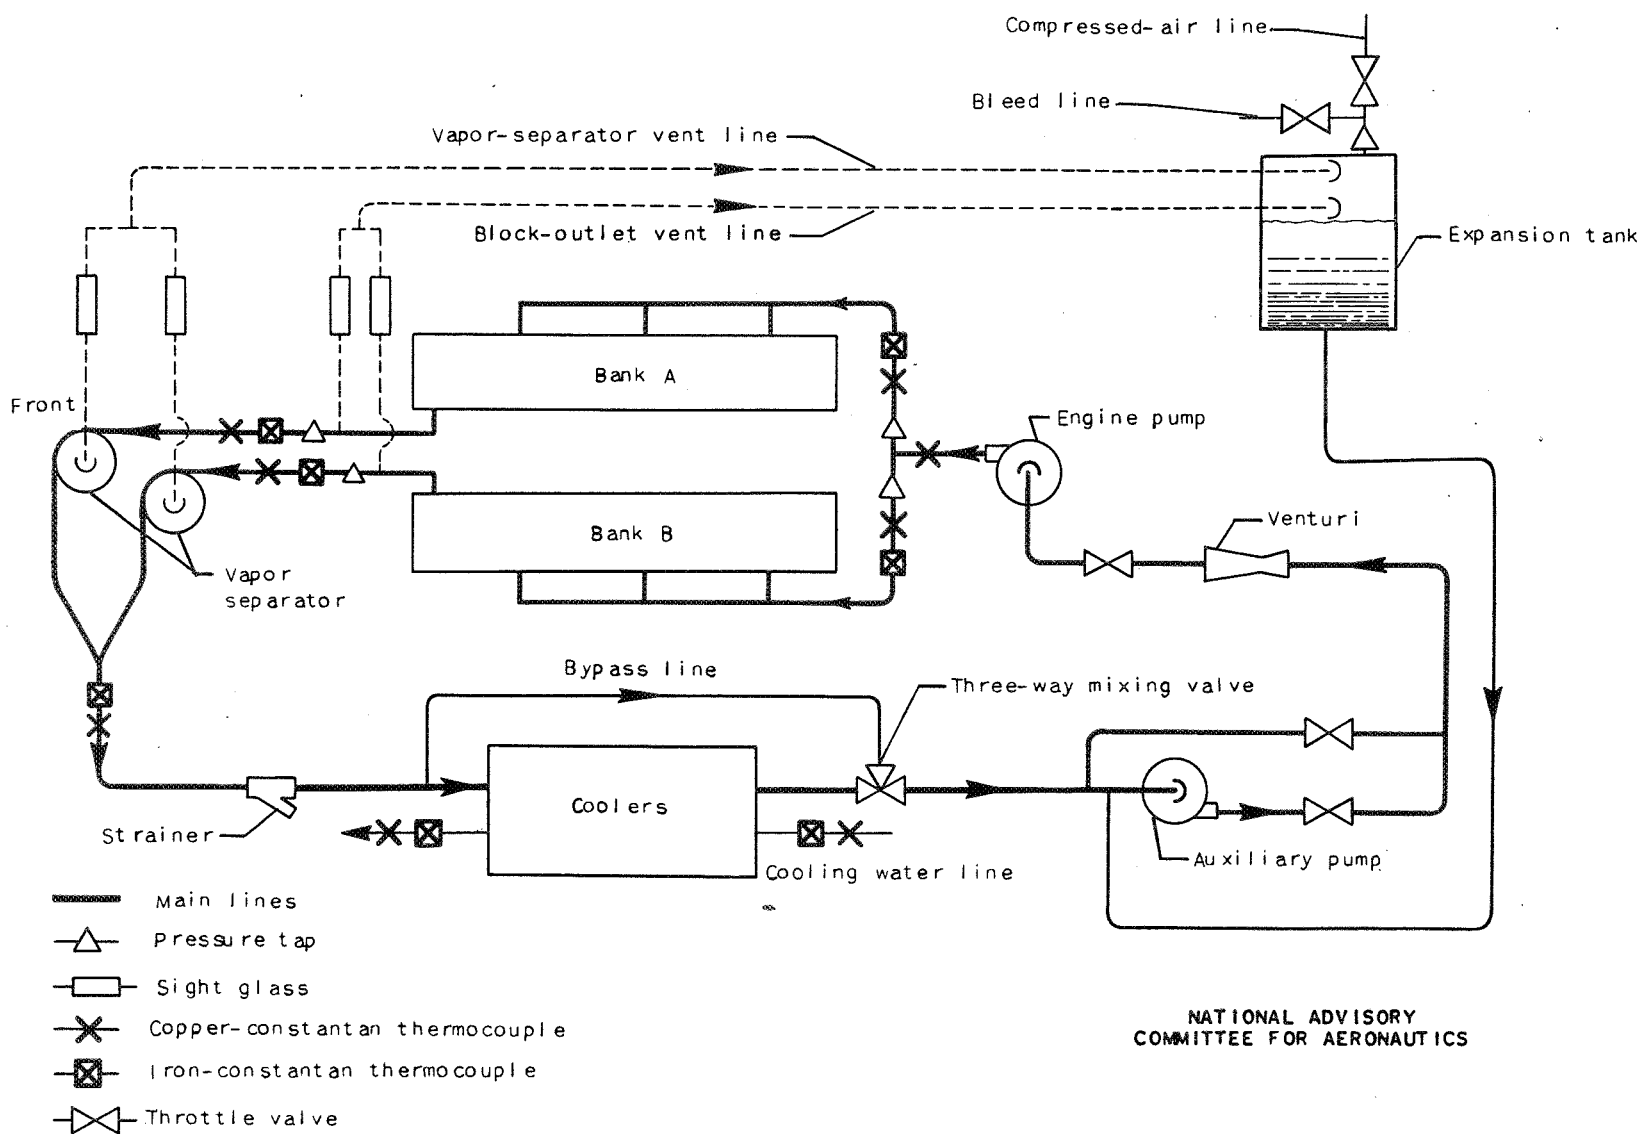 Compressed-air line
Bleed line
Vapor-separator vent line
Block-outlet vent line
Expansion tank
Bank A
Front
Engine pump
Bank B
Venturi
Vapor
separator
Bypass line
Three-way mixing valve
Coolers
Strainer
Auxiliary pump
Cooling water line
Main lines
Pressure tap
Sight glass
Copper-constantan thermocouple
Iron-constantan thermocouple
Throttle valve
NATIONAL ADVISORY
COMMITTEE FOR AERONAUTICS